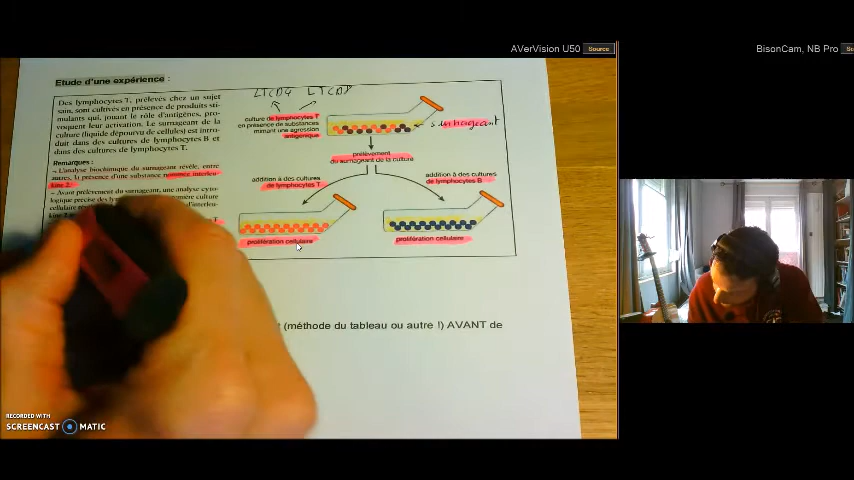 AVerVision U50 Source
BisonCam, NB Pro So
Etude d'une expérience :
Des lymphocytes T, prélevés chez un sujet
sain, sont cultivés en présence de produits stimulants
mulants qui, jouant le rôle d'antigènes, pro-
voquent leur activation. Le surnageant de la
culture (liquide dépourvu de cellules) est introduit
duit dans des cultures de lymphocytes B et
dans des cultures de lymphocytes T.
Remarques :
– L'analyse biochimique du surnageant révèle, entre
autres, la présence d'une substance nommée interleu-
kine 2.
– Avant prélèvement du surnageant, une analyse cyto-
logique précise des
cellulaire
LTCD4 LTCD8
culture de lymphocytes T
en présence de substances
mimant une agression
antigénique
surnageant
prélèvement
du surnageant de la culture
addition à des cultures
de lymphocytes T
addition à des cultures
de lymphocytes B
prolifération cellulaire
prolifération cellulaire
(méthode du tableau ou autre !) AVANT de
RECORDED WITH
SCREENCAST MATIC